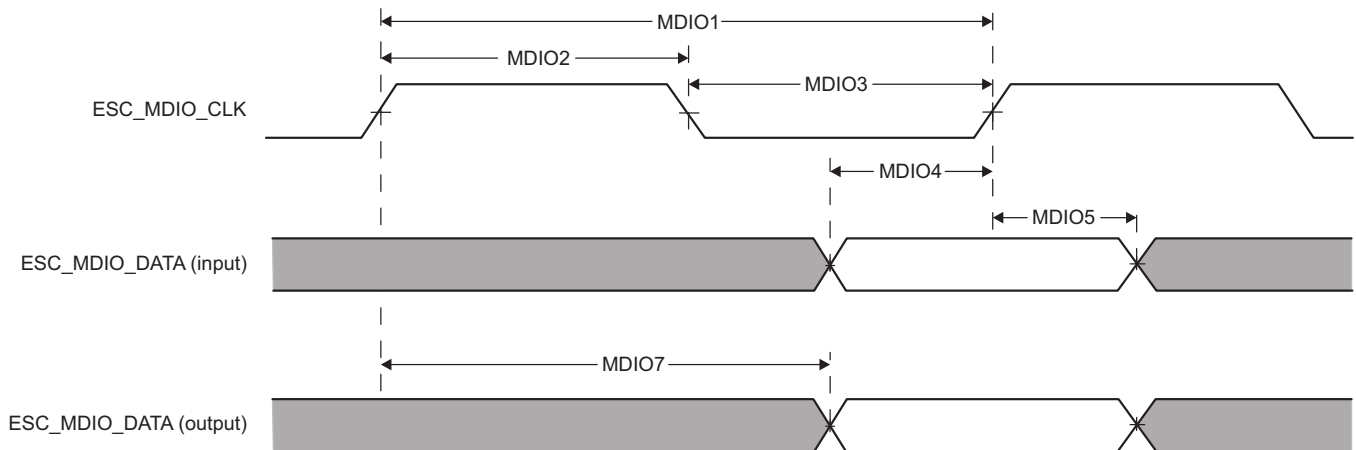 MDIO1
MDIO2
MDIO3
ESC_MDIO_CLK
MDIO4
MDIO5
ESC_MDIO_DATA (input)
MDIO7
ESC_MDIO_DATA (output)